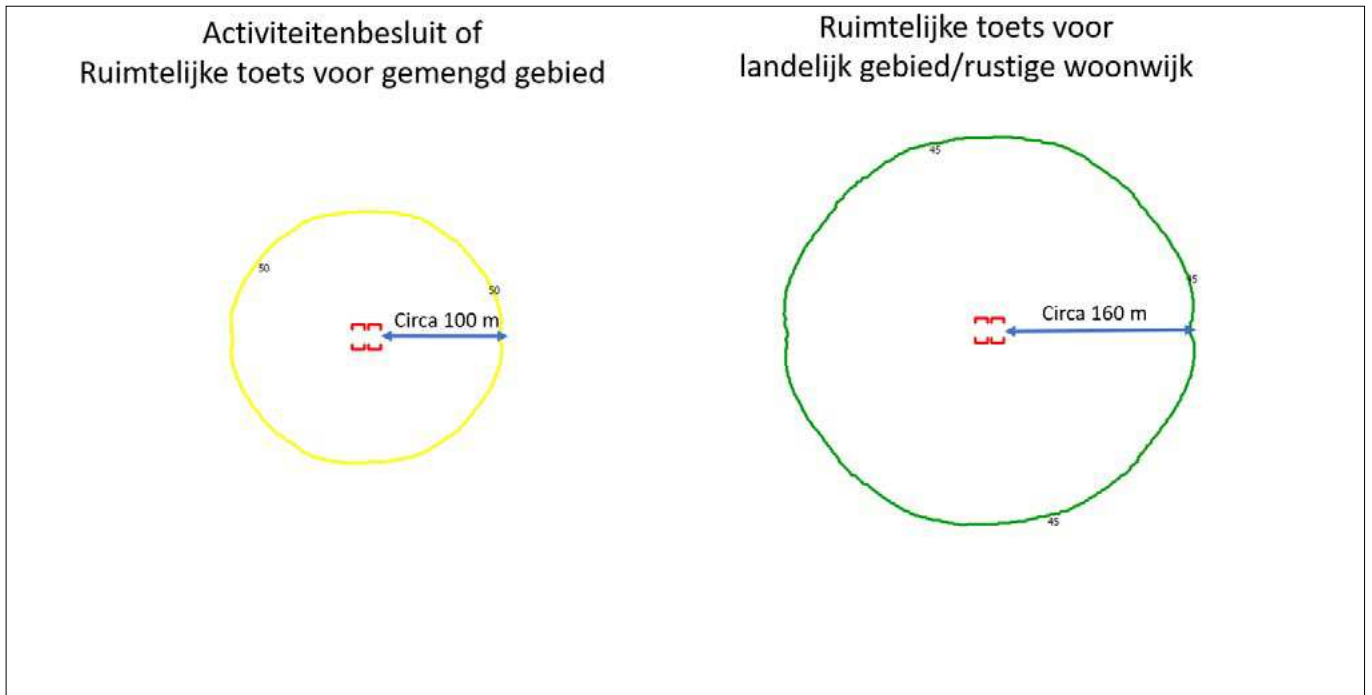 Activiteitenbesluit of
Ruimtelijke toets voor gemengd gebied
50
50
Circa 100 m
Ruimtelijke toets voor
landelijk gebied/rustige woonwijk
45
45
Circa 160 m
45